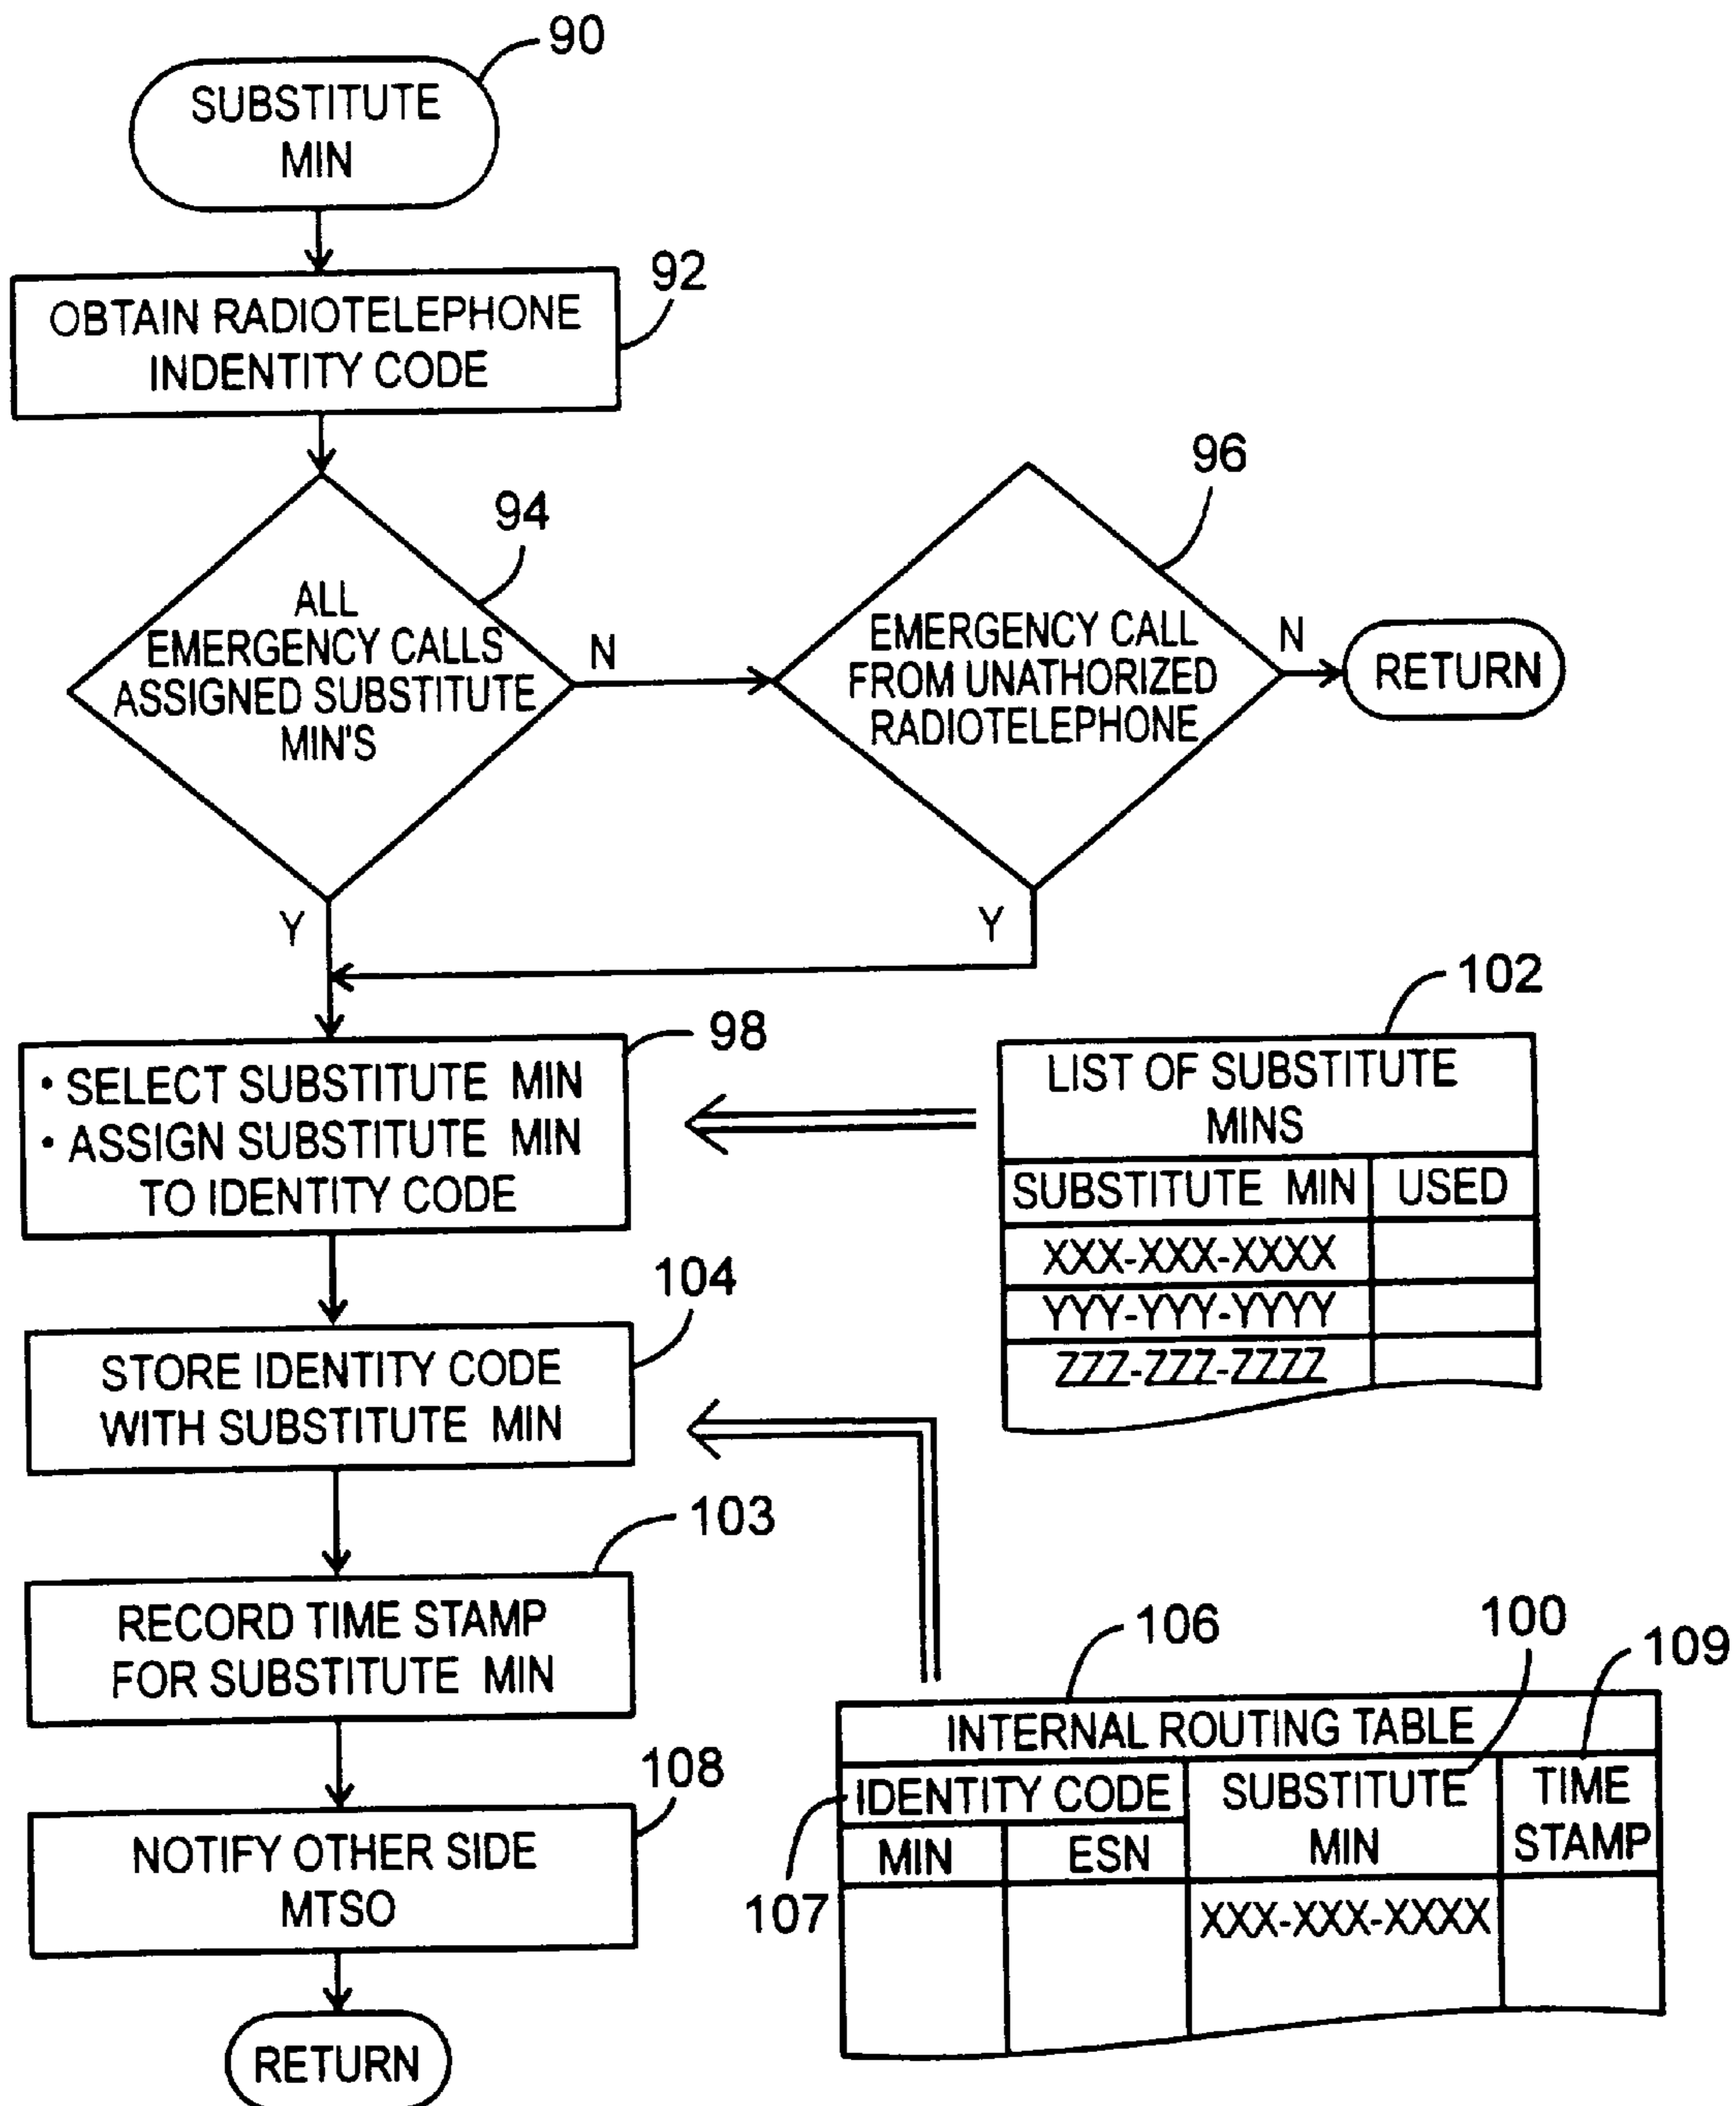 90
SUBSTITUTE
MIN
92
OBTAIN RADIOTELEPHONE
INDENTITY CODE
94
ALL
EMERGENCY CALLS
ASSIGNED SUBSTITUTE
MIN'S
N
96
EMERGENCY CALL
FROM UNATHORIZED
RADIOTELEPHONE
N
RETURN
Y
Y
98
• SELECT SUBSTITUTE MIN
• ASSIGN SUBSTITUTE MIN
TO IDENTITY CODE
102
LIST OF SUBSTITUTE
MINS
SUBSTITUTE MIN USED
XXX-XXX-XXXX
YYY-YYY-YYYY
ZZZ-ZZZ-ZZZZ
104
STORE IDENTITY CODE
WITH SUBSTITUTE MIN
103
RECORD TIME STAMP
FOR SUBSTITUTE MIN
108
NOTIFY OTHER SIDE
MTSO
RETURN
106
100
109
INTERNAL ROUTING TABLE
IDENTITY CODE
MIN ESN
SUBSTITUTE
MIN
TIME
STAMP
107
XXX-XXX-XXXX